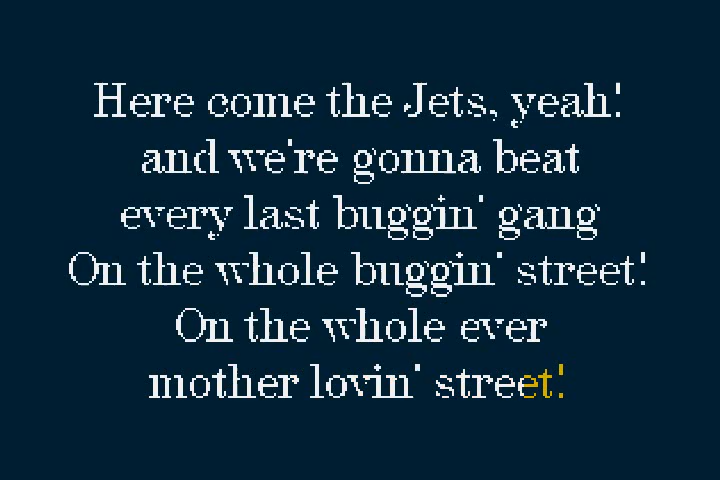 Here come the Jets, yeah!
and we're gonna beat
every last buggin' gang
On the whole buggin' street!
On the whole ever
mother lovin' street!